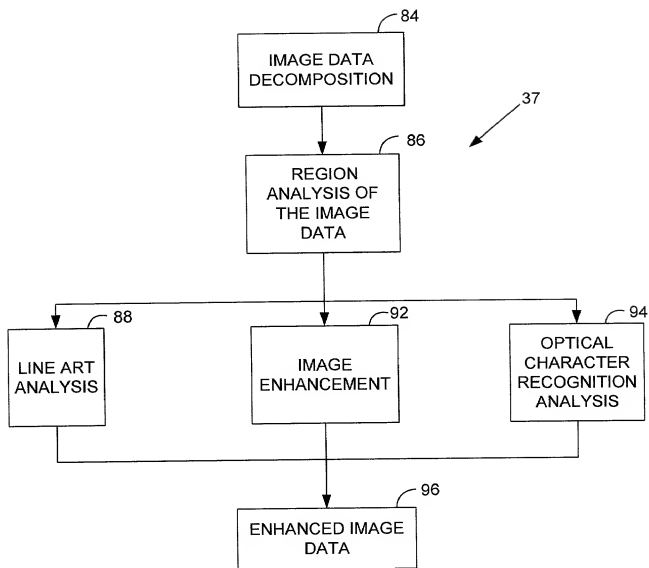 84
IMAGE DATA
DECOMPOSITION
37
86
REGION
ANALYSIS OF
THE IMAGE
DATA
88
LINE ART
ANALYSIS
92
IMAGE
ENHANCEMENT
94
OPTICAL
CHARACTER
RECOGNITION
ANALYSIS
96
ENHANCED IMAGE
DATA